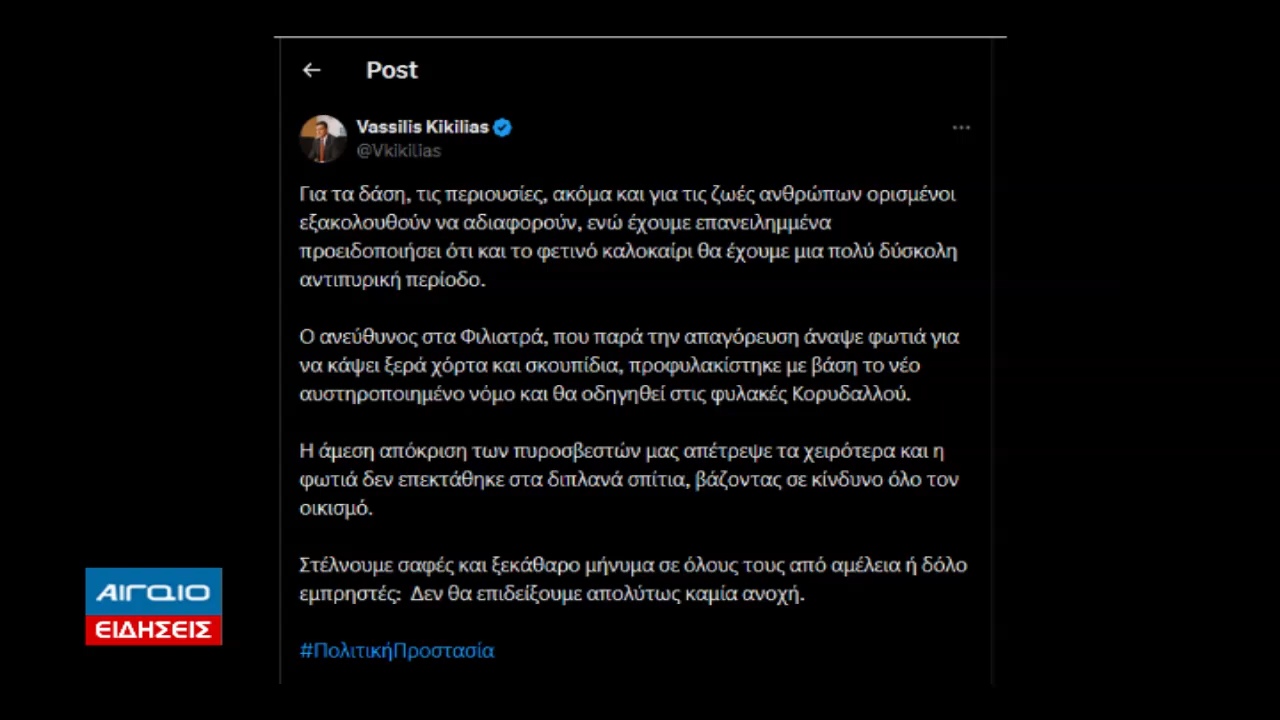 Post
Vassilis Kikilias
@Vkikilias
Για τα δάση, τις περιουσίες, ακόμα και για τις ζωές ανθρώπων ορισμένοι
εξακολουθούν να αδιαφορούν, ενώ έχουμε επανειλημμένα
προειδοποιήσει ότι και το φετινό καλοκαίρι θα έχουμε μια πολύ δύσκολη
αντιπυρική περίοδο.
Ο ανεύθυνος στα Φιλιατρά, που παρά την απαγόρευση άναψε φωτιά για
να κάψει ξερά χόρτα και σκουπίδια, προφυλακίστηκε με βάση το νέο
αυστηροποιημένο νόμο και θα οδηγηθεί στις φυλακές Κορυδαλλού.
Η άμεση απόκριση των πυροσβεστών μας απέτρεψε τα χειρότερα και η
φωτιά δεν επεκτάθηκε στα διπλανά σπίτια, βάζοντας σε κίνδυνο όλο τον
οικισμό.
Στέλνουμε σαφές και ξεκάθαρο μήνυμα σε όλους τους από αμέλεια ή δόλο
εμπρηστές:  Δεν θα επιδείξουμε απολύτως καμία ανοχή.
#ΠολιτικήΠροστασία
ΑΙΓΑΙΟ
ΕΙΔΗΣΕΙΣ